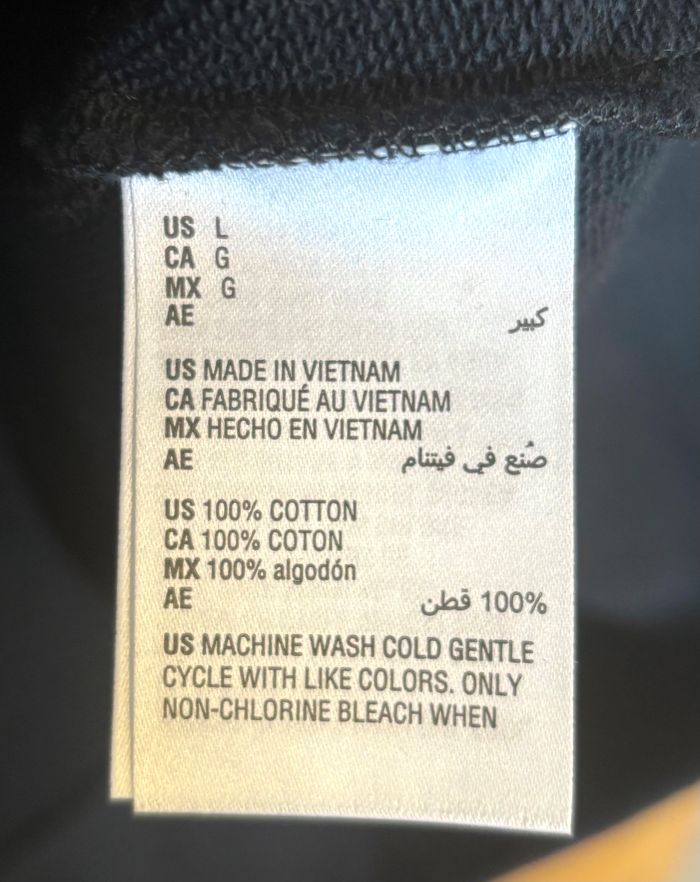 US L
CA G
MX G
AE كبير
US MADE IN VIETNAM
CA FABRIQUÉ AU VIETNAM
MX HECHO EN VIETNAM
AE صُنع في فيتنام
US 100% COTTON
CA 100% COTON
MX 100% algodón
AE 100% قطن
US MACHINE WASH COLD GENTLE
CYCLE WITH LIKE COLORS. ONLY
NON-CHLORINE BLEACH WHEN